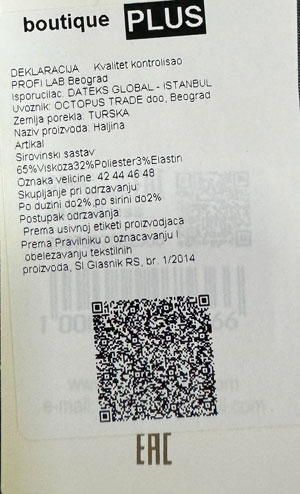 boutique PLUS
DEKLARACIJA Kvalitet kontrolisao
PROFI LAB Beograd
Isporucilac: DATEKS GLOBAL - ISTANBUL
Uvoznik: OCTOPUS TRADE doo, Beograd
Zemlja porekla: TURSKA
Naziv proizvoda: Haljina
Artikal
Sirovinski sastav:
65%Viskoza32%Poliester3%Elastin
Oznaka velicine: 42 44 46 48
Skupljanje pri odrzavanju:
Po duzini do2%,po sirini do2%
Postupak odrzavanja:
Prema usivnoj etiketi proizvodjaca
Prema Pravilniku o oznacavanju I
obelezavanju tekstilnih
proizvoda, Sl Glasnik RS, br. 1/2014
EAC